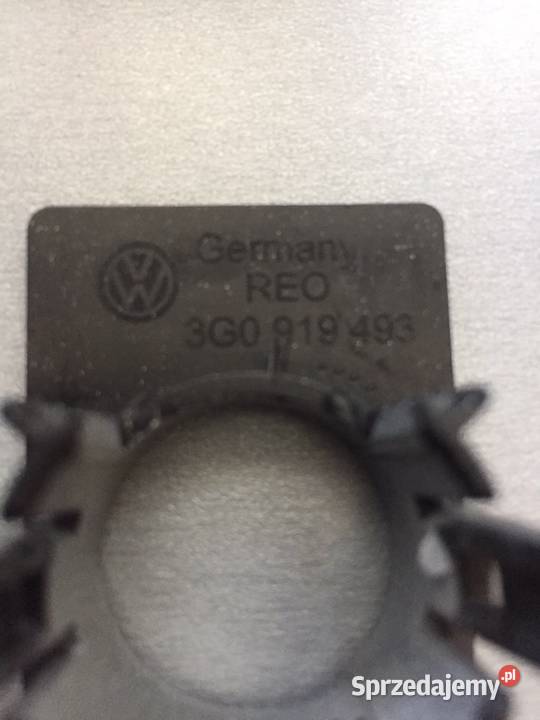 Germany
REO
3G0 919 493
Sprzedajemy.pl